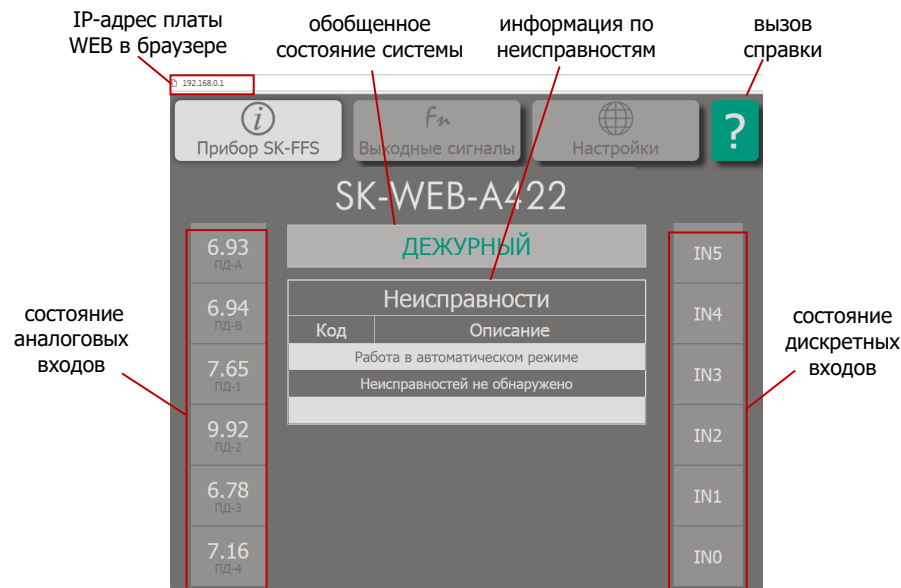 IP-адрес платы
WEB в браузере
обобщенное
состояние системы
информация по
неисправностям
вызов
справки
192.168.0.1
Прибор SK-FFS
Fn
Выходные сигналы
Настройки
?
SK-WEB-A422
ДЕЖУРНЫЙ
Неисправности
Код Описание
Работа в автоматическом режиме
Неисправностей не обнаружено
состояние
аналоговых
входов
6.93
ПД-А
6.94
ПД-В
7.65
ПД-1
9.92
ПД-2
6.78
ПД-3
7.16
ПД-4
IN5
IN4
IN3
IN2
IN1
IN0
состояние
дискретных
входов